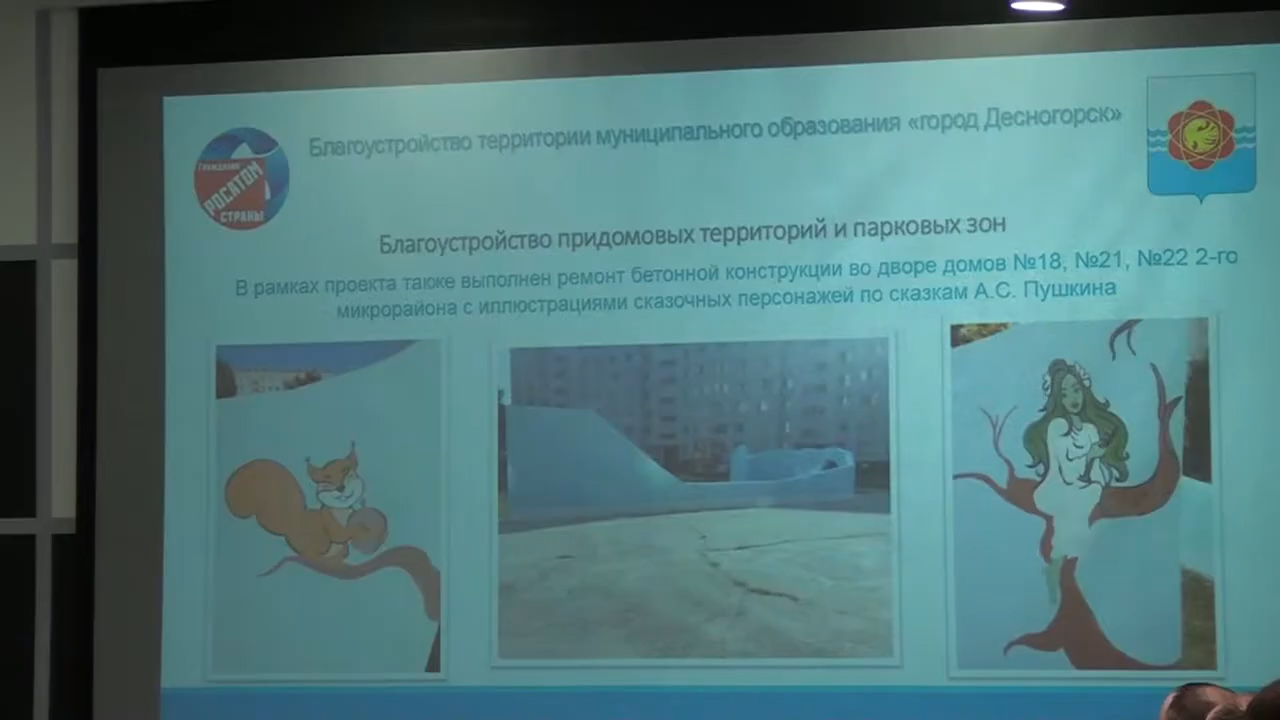 Благоустройство территории муниципального образования «город Десногорск»
ГРАЖДАНИН
СТРАНЫ
РОСАТОМ
Благоустройство придомовых территорий и парковых зон
В рамках проекта также выполнен ремонт бетонной конструкции во дворе домов №18, №21, №22 2-го
микрорайона с иллюстрациями сказочных персонажей по сказкам А.С. Пушкина